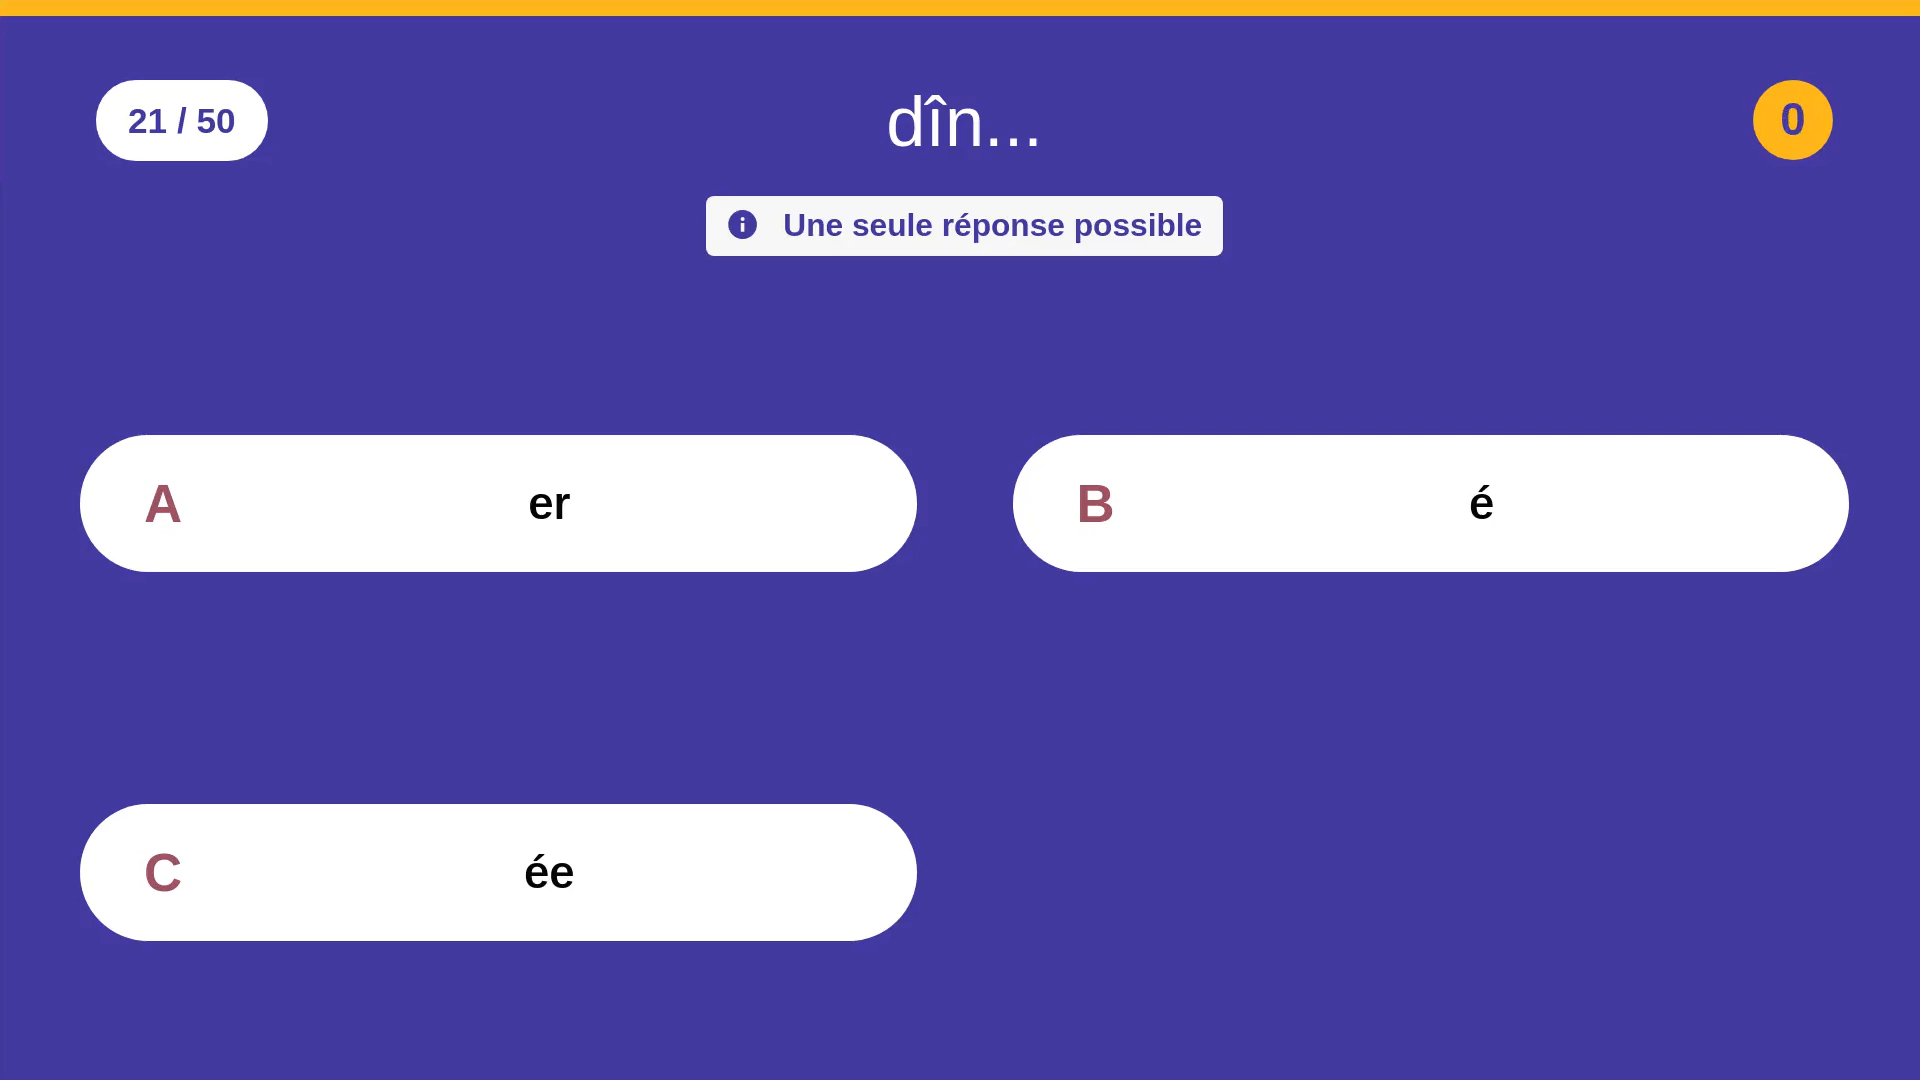 21 / 50
dîn...
0
Une seule réponse possible
A er
B é
C ée